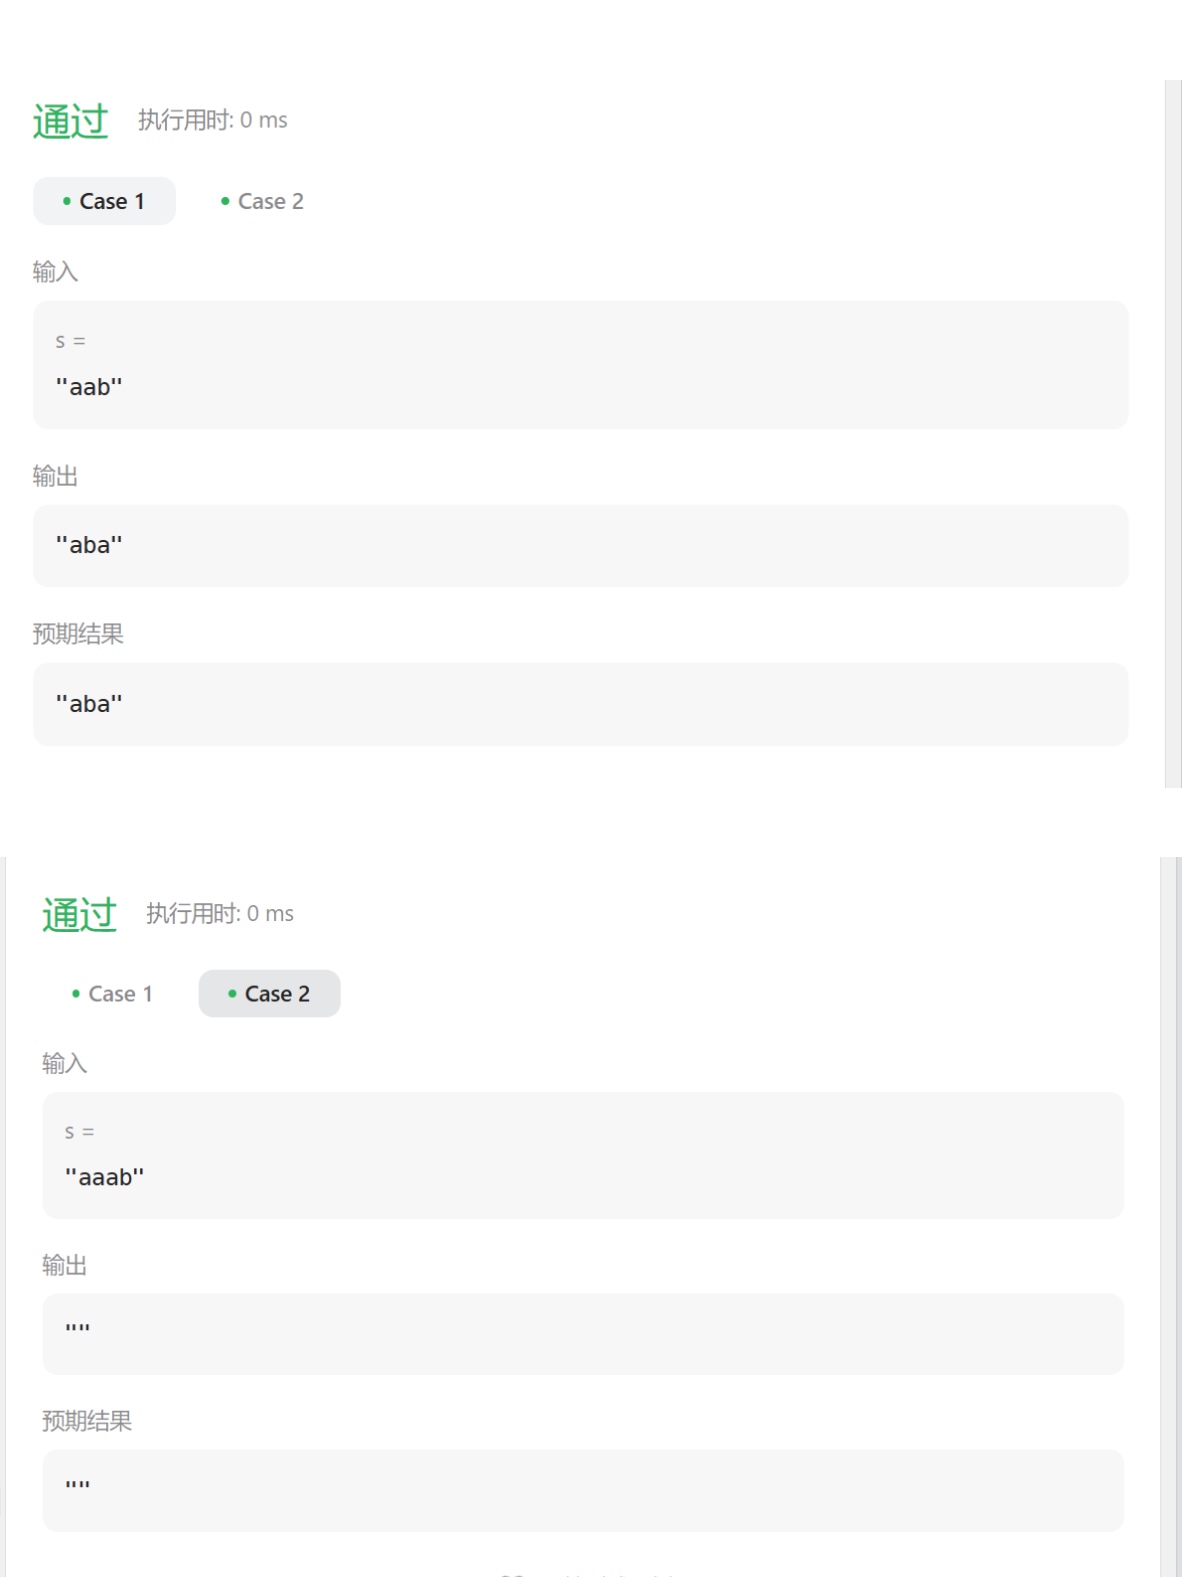 通过 执行用时: 0 ms
• Case 1 • Case 2
输入
s =
"aab"
输出
"aba"
预期结果
"aba"
通过 执行用时: 0 ms
• Case 1 • Case 2
输入
s =
"aaab"
输出
""
预期结果
""